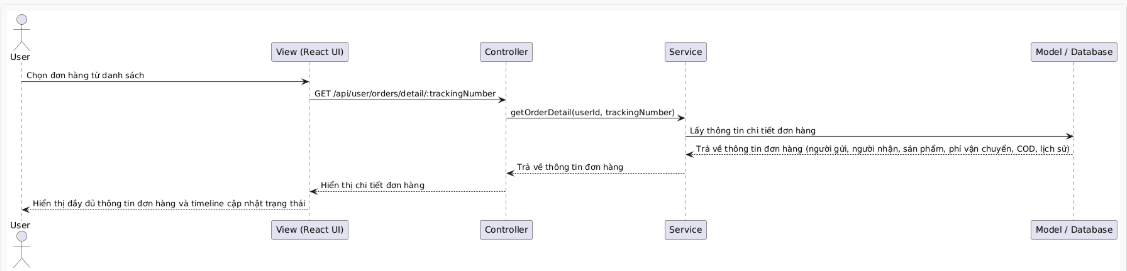 User
View (React UI)
Controller
Service
Model / Database
Chọn đơn hàng từ danh sách
GET /api/user/orders/detail/:trackingNumber
getOrderDetail(userId, trackingNumber)
Lấy thông tin chi tiết đơn hàng
Trả về thông tin đơn hàng (người gửi, người nhận, sản phẩm, phí vận chuyển, COD, lịch sử)
Trả về thông tin đơn hàng
Hiển thị chi tiết đơn hàng
Hiển thị đầy đủ thông tin đơn hàng và timeline cập nhật trạng thái
User
View (React UI)
Controller
Service
Model / Database